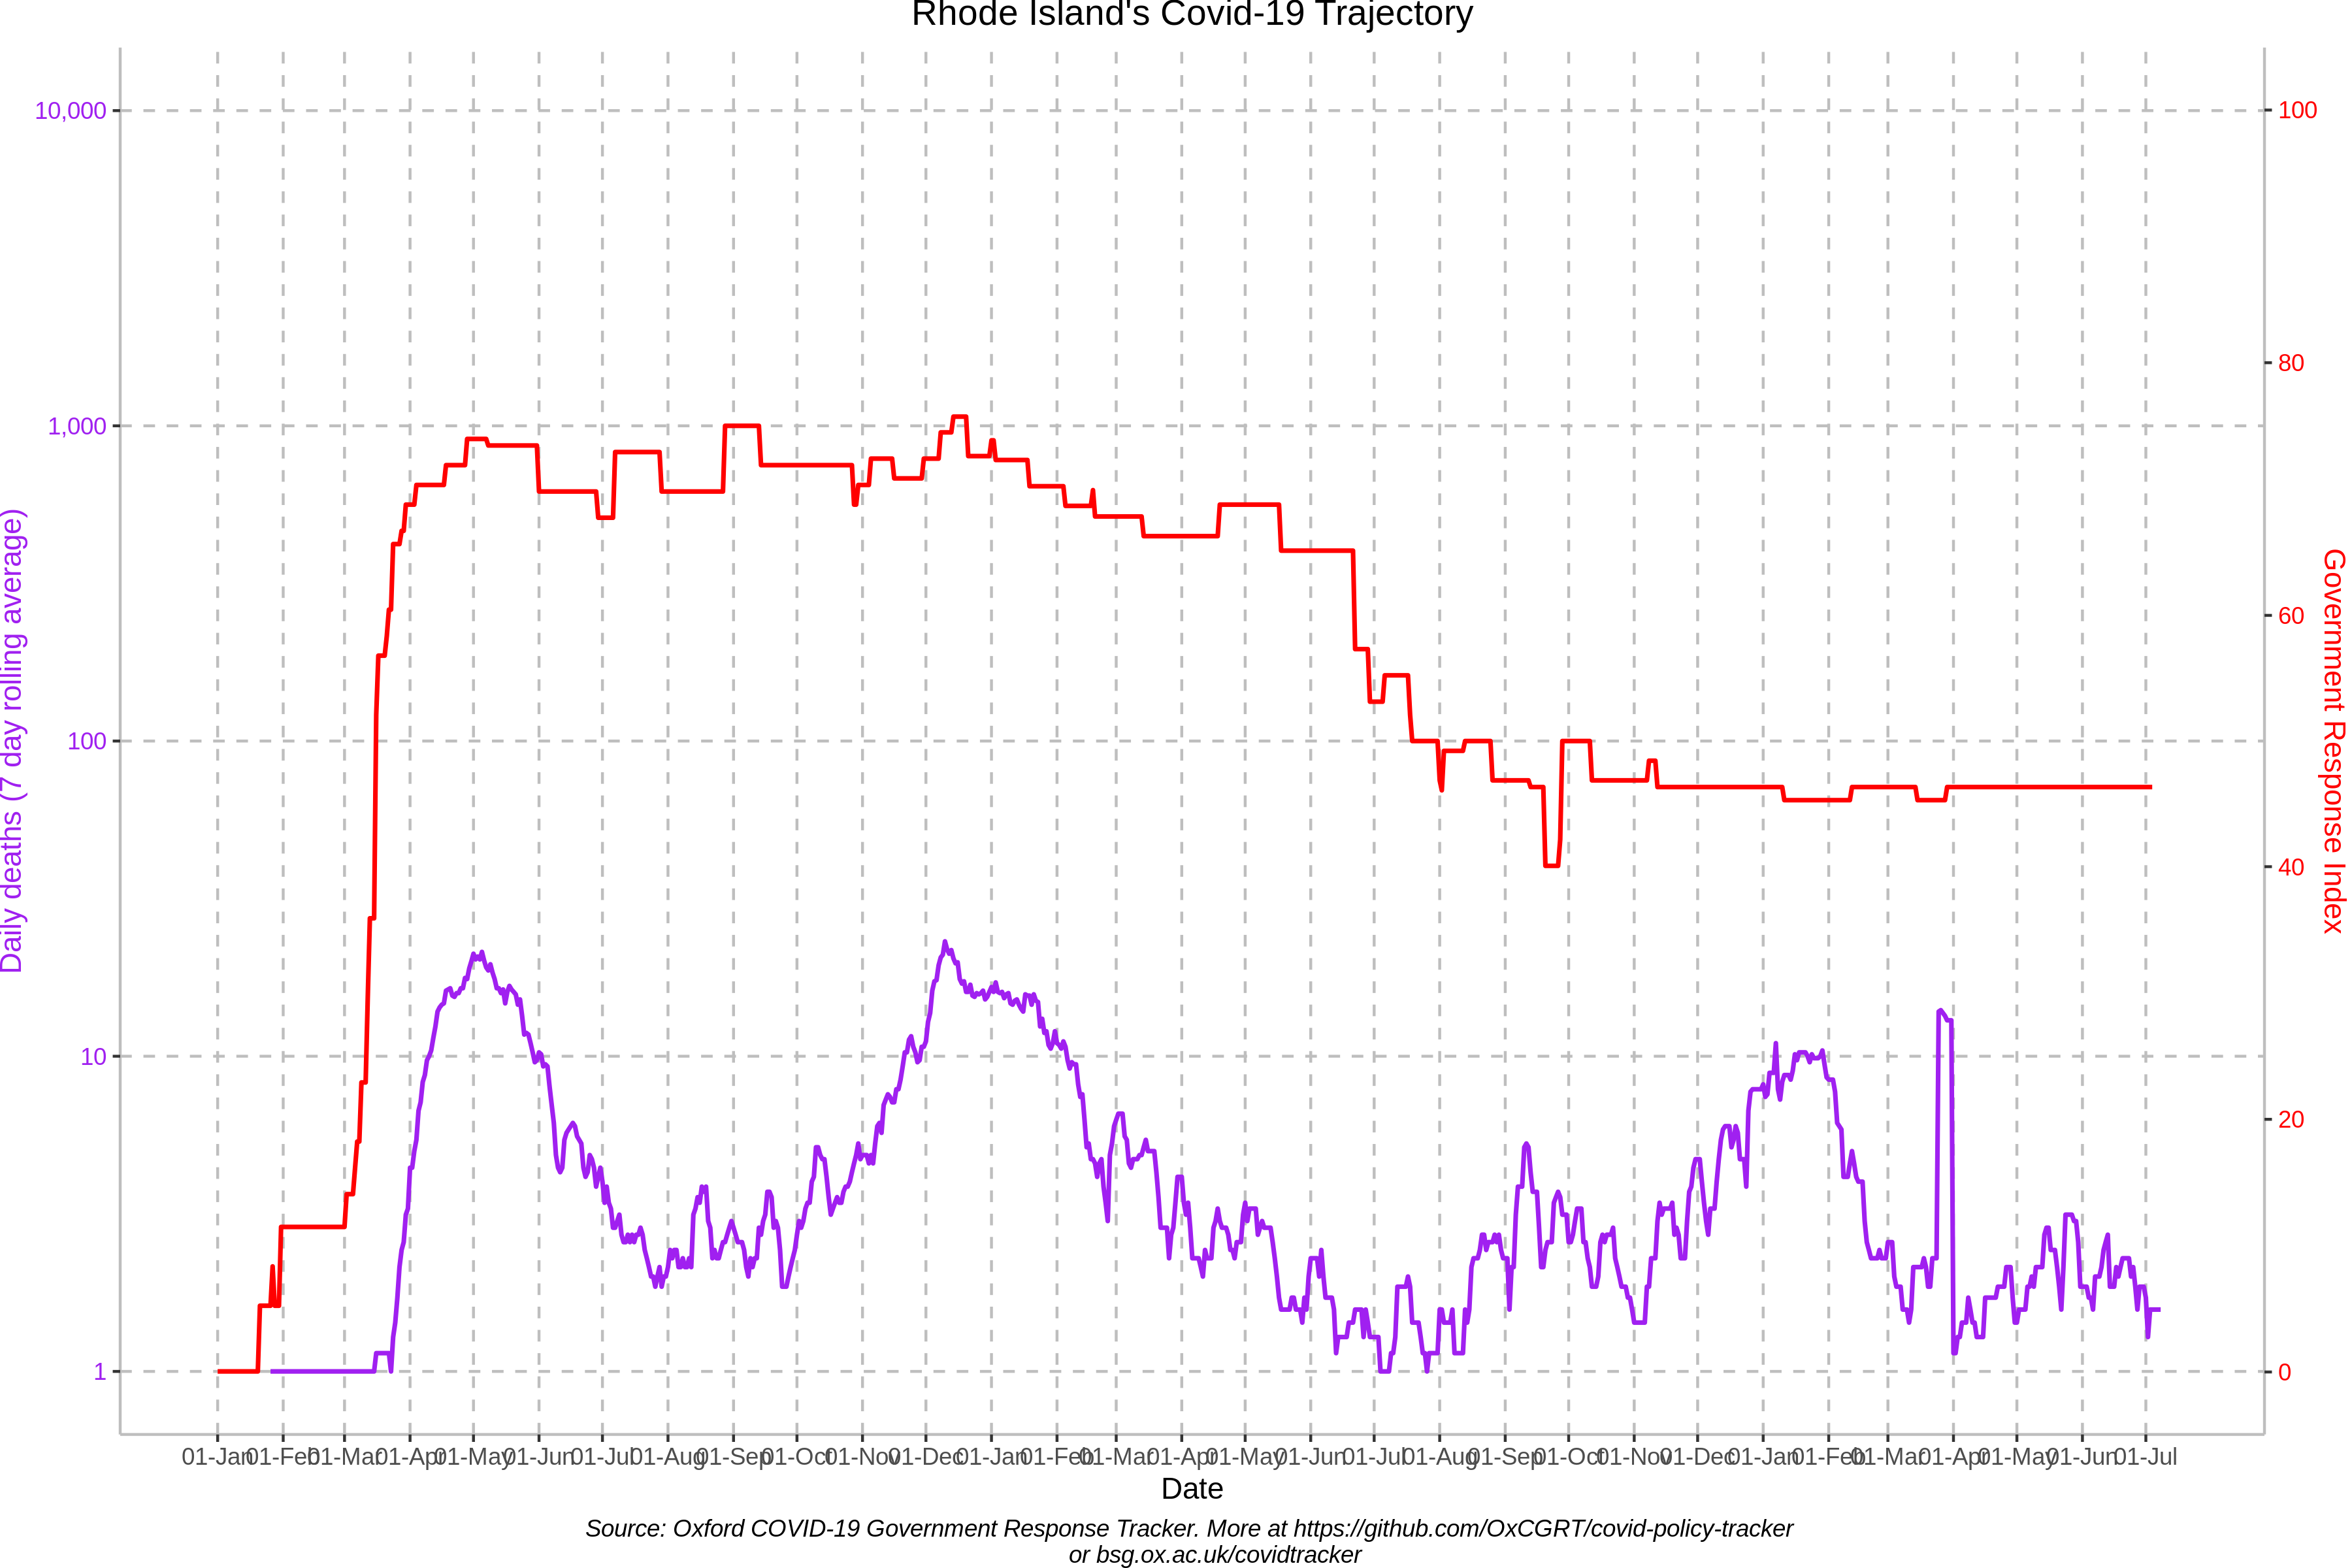 Rhode Island's Covid-19 Trajectory
10,000
1,000
100
10
1
Daily deaths (7 day rolling average)
100
80
60
40
20
0
Government Response Index
01-Jan 01-Feb 01-Mar 01-Apr 01-May 01-Jun 01-Jul 01-Aug 01-Sep 01-Oct 01-Nov 01-Dec 01-Jan 01-Feb 01-Mar 01-Apr 01-May 01-Jun 01-Jul 01-Aug 01-Sep 01-Oct 01-Nov 01-Dec 01-Jan 01-Feb 01-Mar 01-Apr 01-May 01-Jun 01-Jul
Date
Source: Oxford COVID-19 Government Response Tracker. More at https://github.com/OxCGRT/covid-policy-tracker
or bsg.ox.ac.uk/covidtracker